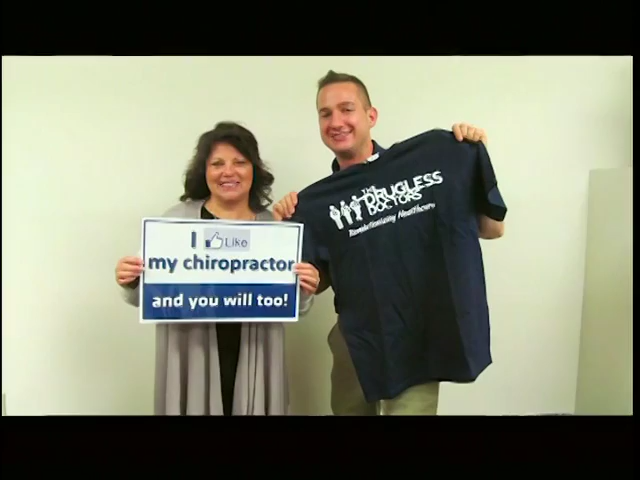 I Like
my chiropractor
and you will too!
THE
DRUGLESS
DOCTORS
Revolutionizing Healthcare